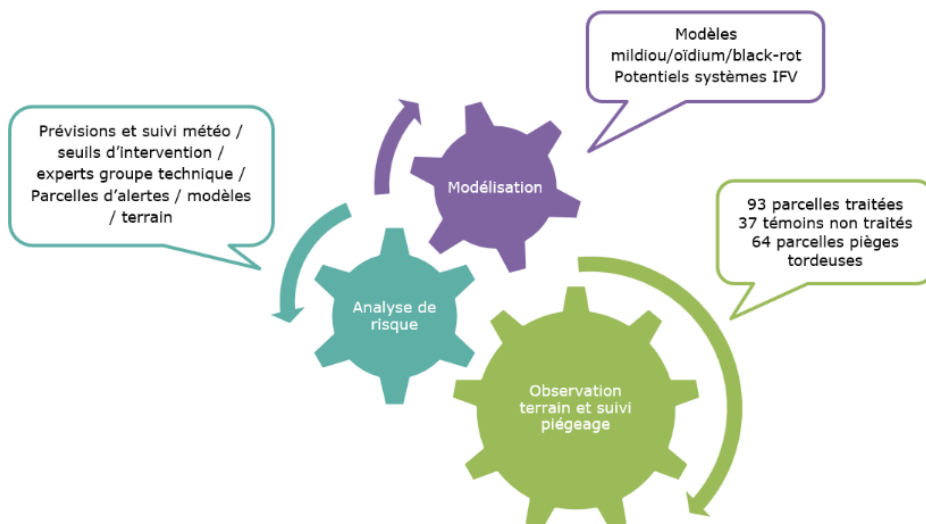 Modèles
mildiou/oïdium/black-rot
Potentiels systèmes IFV
Prévisions et suivi météo /
seuils d'intervention /
experts groupe technique /
Parcelles d'alertes / modèles
/ terrain
Modélisation
93 parcelles traitées
37 témoins non traités
64 parcelles pièges
tordeuses
Analyse de
risque
Observation
terrain et suivi
piégeage